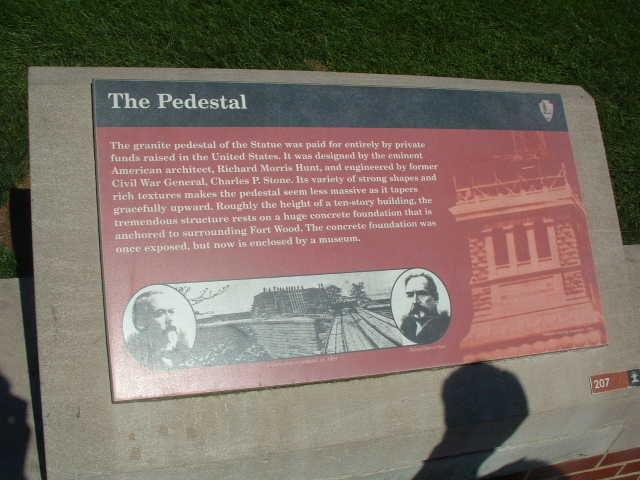 The Pedestal
The granite pedestal of the Statue was paid for entirely by private
funds raised in the United States. It was designed by the eminent
American architect, Richard Morris Hunt, and engineered by former
Civil War General, Charles P. Stone. Its variety of strong shapes and
rich textures makes the pedestal seem less massive as it tapers
gracefully upward. Roughly the height of a ten-story building, the
tremendous structure rests on a huge concrete foundation that is
anchored to surrounding Fort Wood. The concrete foundation was
once exposed, but now is enclosed by a museum.
207